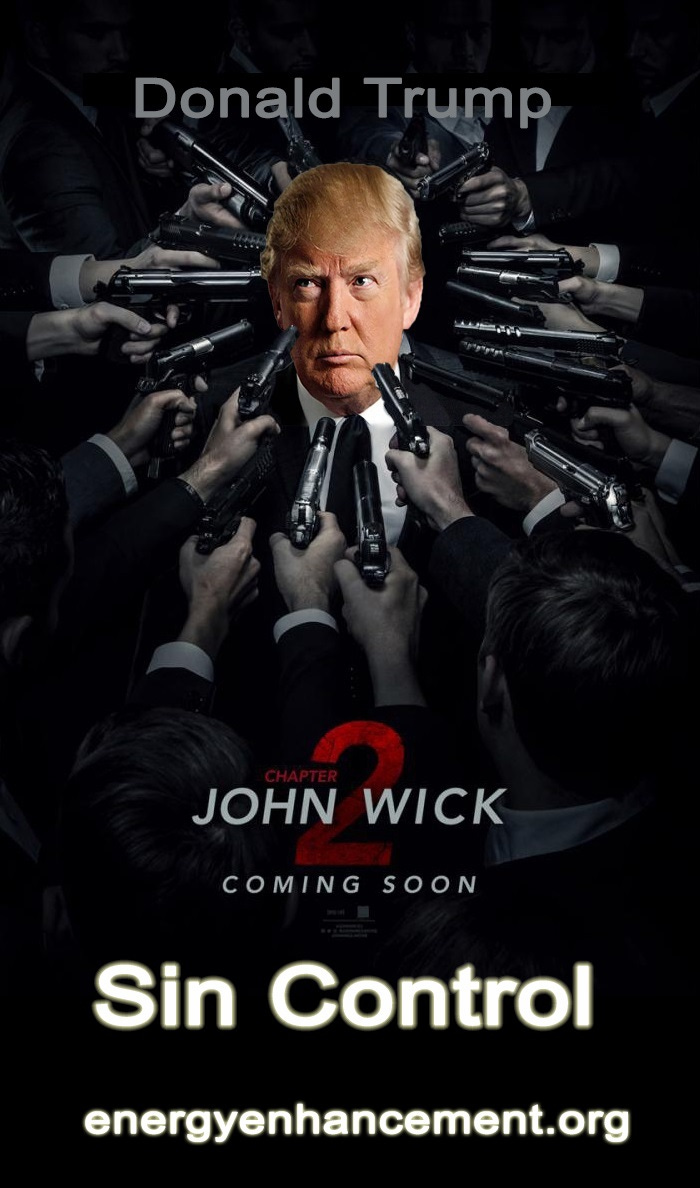 Donald Trump
CHAPTER
2
JOHN WICK
COMING SOON
Sin Control
energyenhancement.org